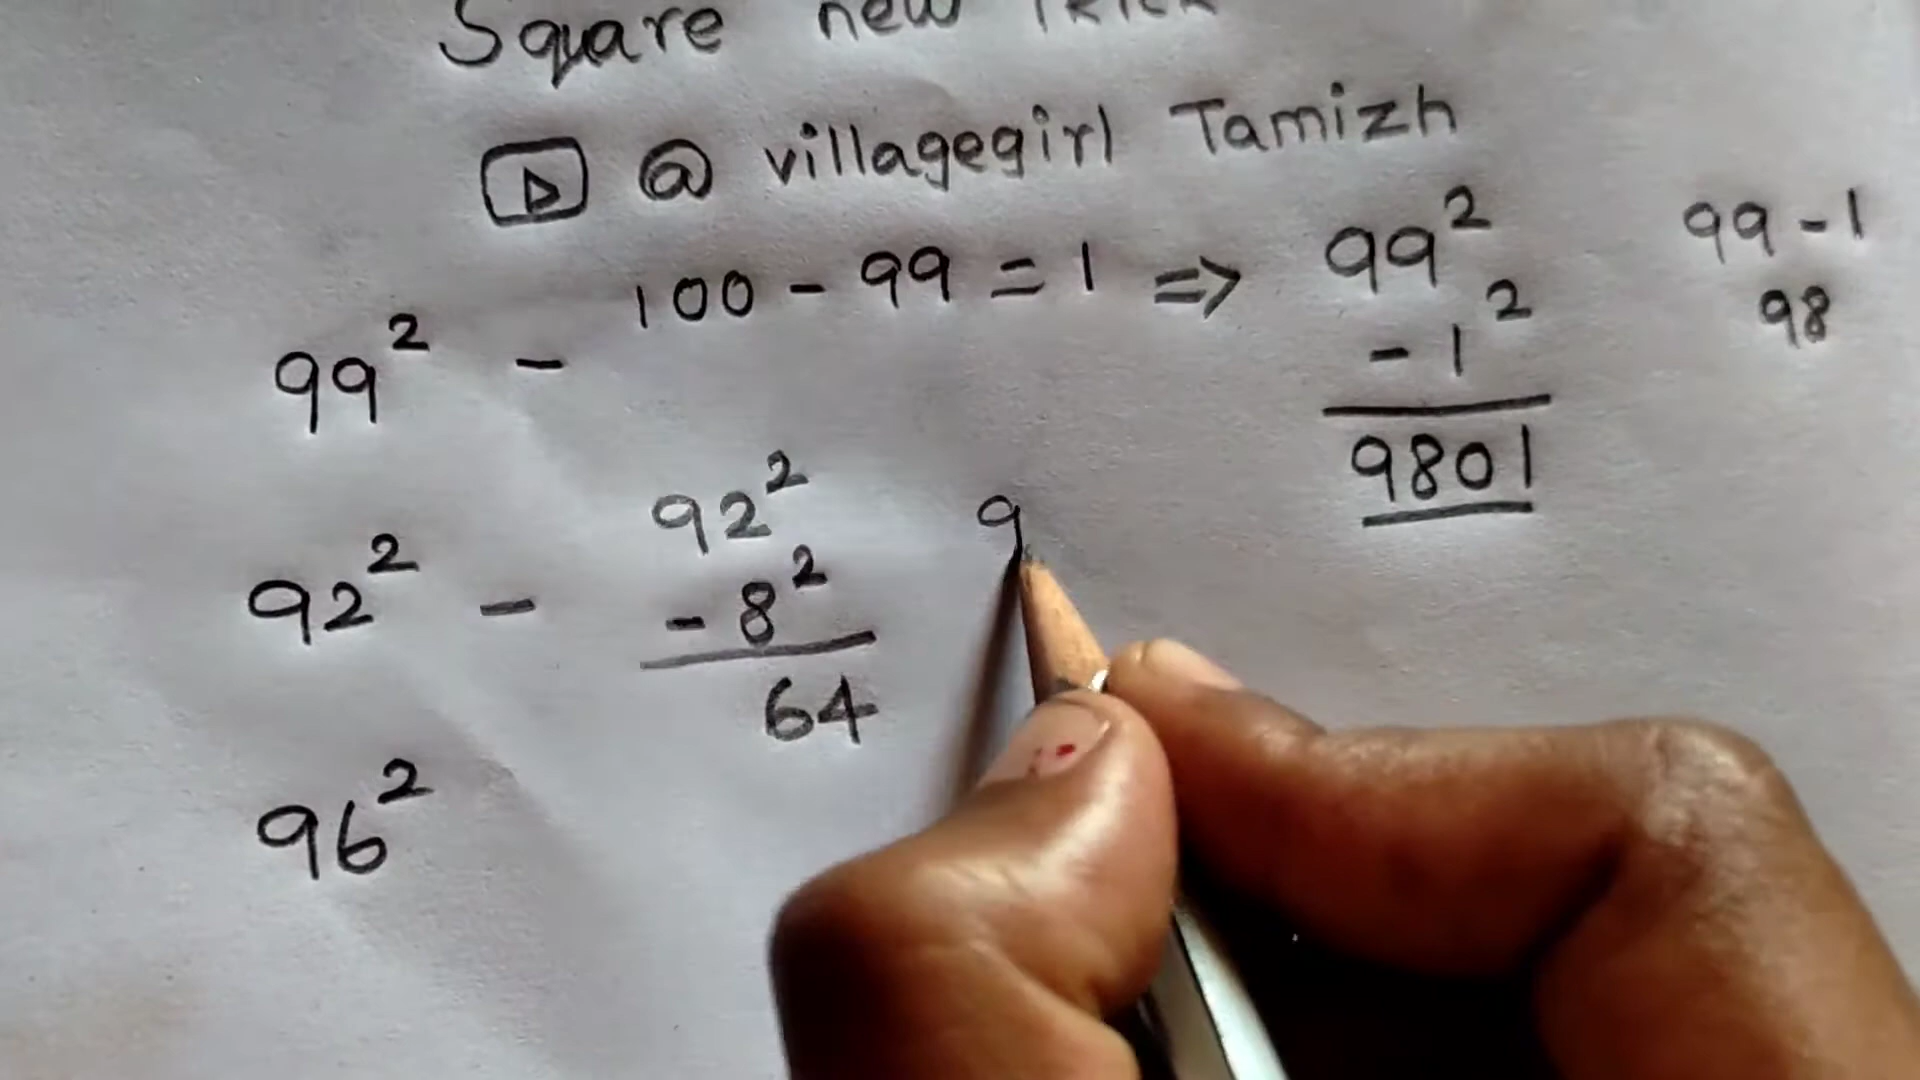 Square new Trick
@ villagegirl Tamizh
99² - 100 - 99 = 1 => 99² 99 - 1
- 1² 98
9801
92² - 92² 9
- 8²
64
96²